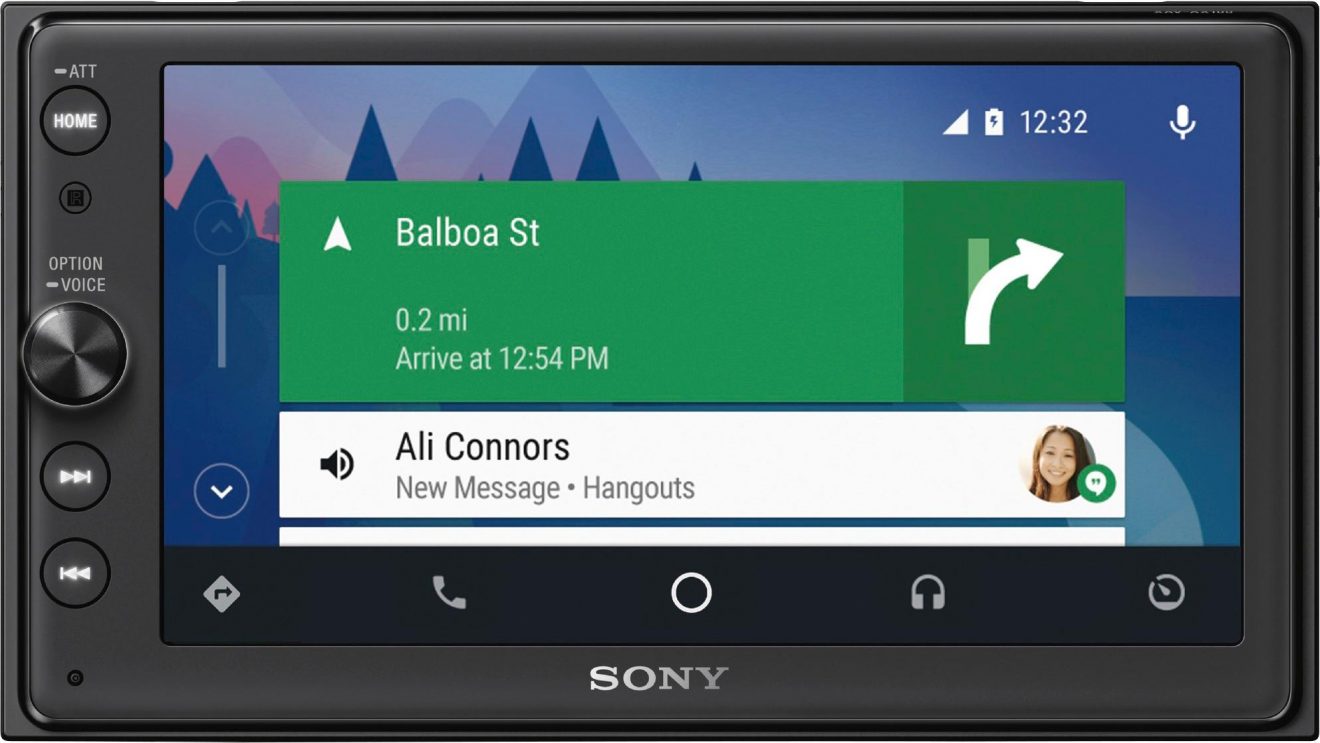 ATT
HOME
R
OPTION
VOICE
12:32
Balboa St
0.2 mi
Arrive at 12:54 PM
Ali Connors
New Message • Hangouts
SONY